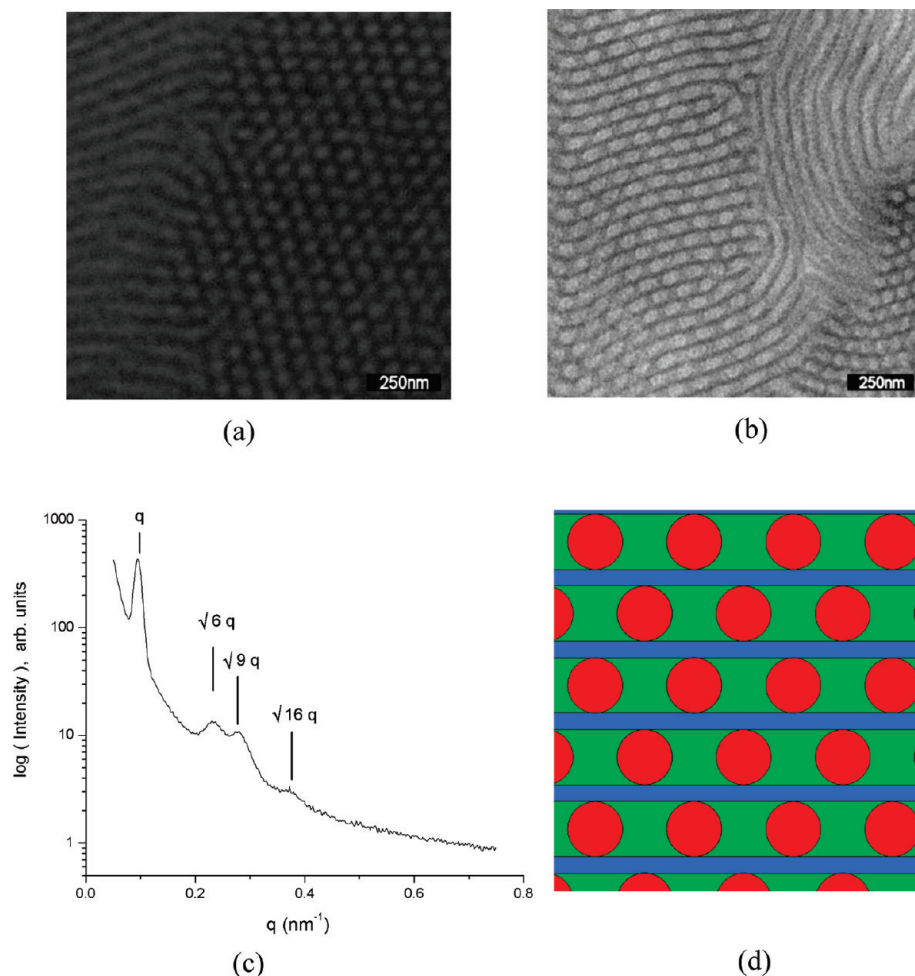 250nm
250nm
(a)
(b)
q
√6 q
√9 q
√16 q
1000
100
10
1
log ( Intensity ), arb. units
0.0
0.2
0.4
0.6
0.8
q (nm⁻¹)
(c)
(d)